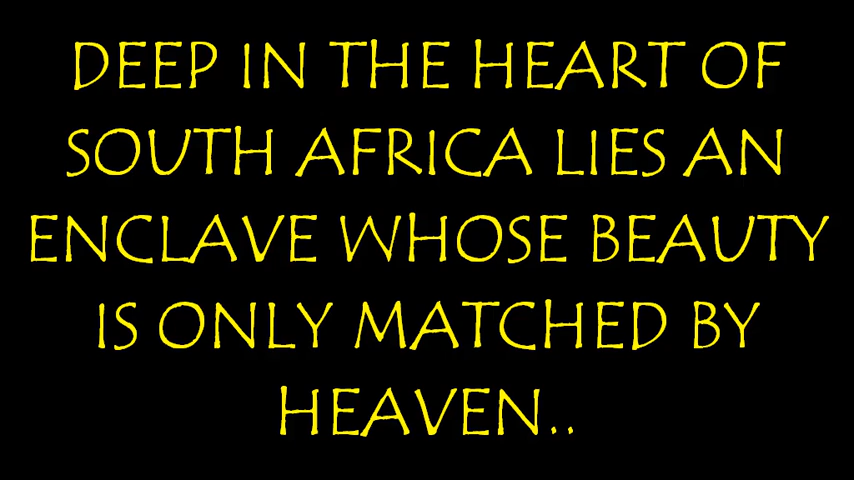 DEEP IN THE HEART OF
SOUTH AFRICA LIES AN
ENCLAVE WHOSE BEAUTY
IS ONLY MATCHED BY
HEAVEN..